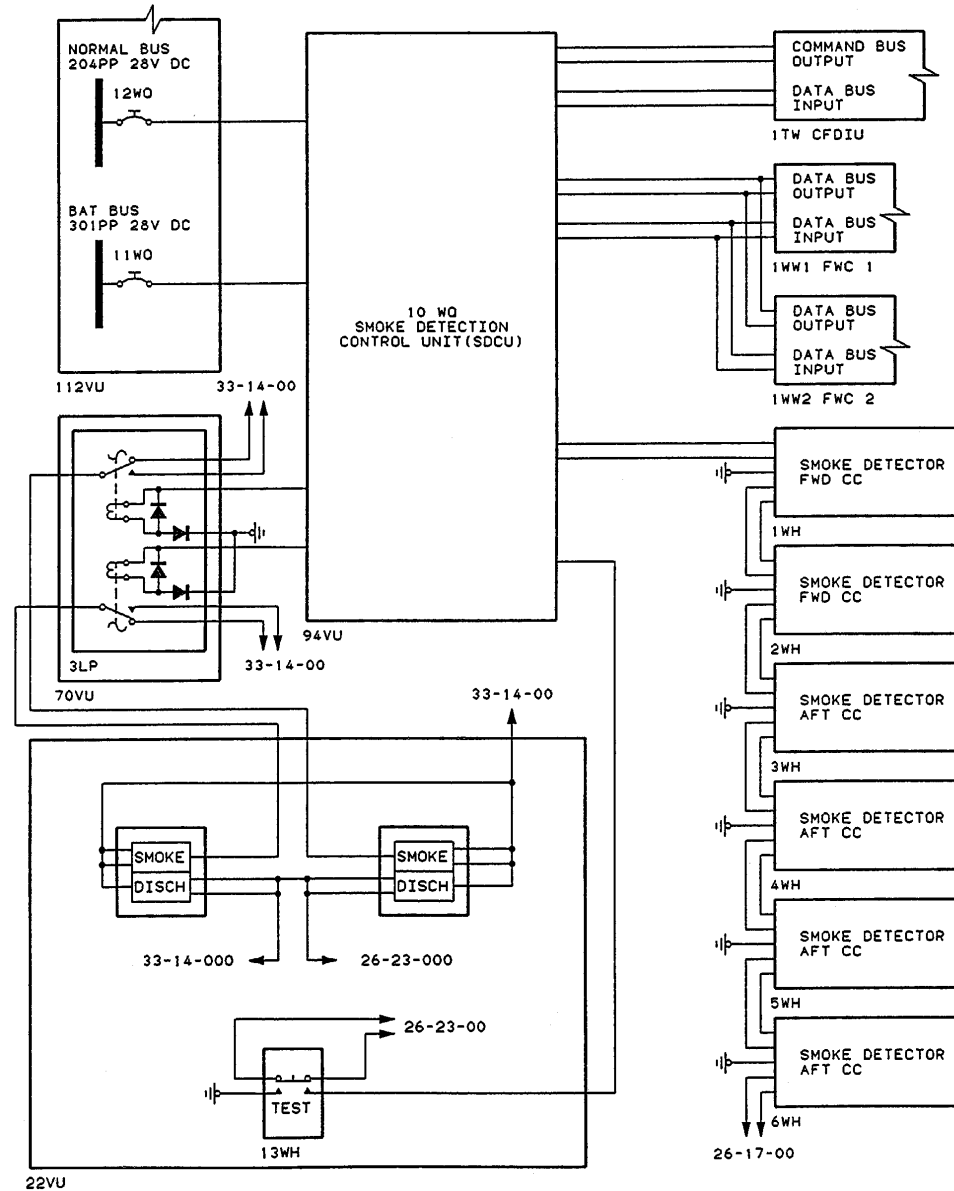 NORMAL BUS
204PP 28V DC
12WQ
BAT BUS
301PP 28V DC
11WQ
112VU
33-14-00
10 WQ
SMOKE DETECTION
CONTROL UNIT(SDCU)
94VU
COMMAND BUS
OUTPUT
DATA BUS
INPUT
1TW CFDIU
DATA BUS
OUTPUT
DATA BUS
INPUT
1WW1 FWC 1
DATA BUS
OUTPUT
DATA BUS
INPUT
1WW2 FWC 2
3LP
70VU
33-14-00
SMOKE DETECTOR
FWD CC
1WH
SMOKE DETECTOR
FWD CC
2WH
SMOKE DETECTOR
AFT CC
3WH
SMOKE DETECTOR
AFT CC
4WH
SMOKE DETECTOR
AFT CC
5WH
SMOKE DETECTOR
AFT CC
6WH
26-17-00
33-14-00
SMOKE
DISCH
SMOKE
DISCH
33-14-000
26-23-000
26-23-00
TEST
13WH
22VU